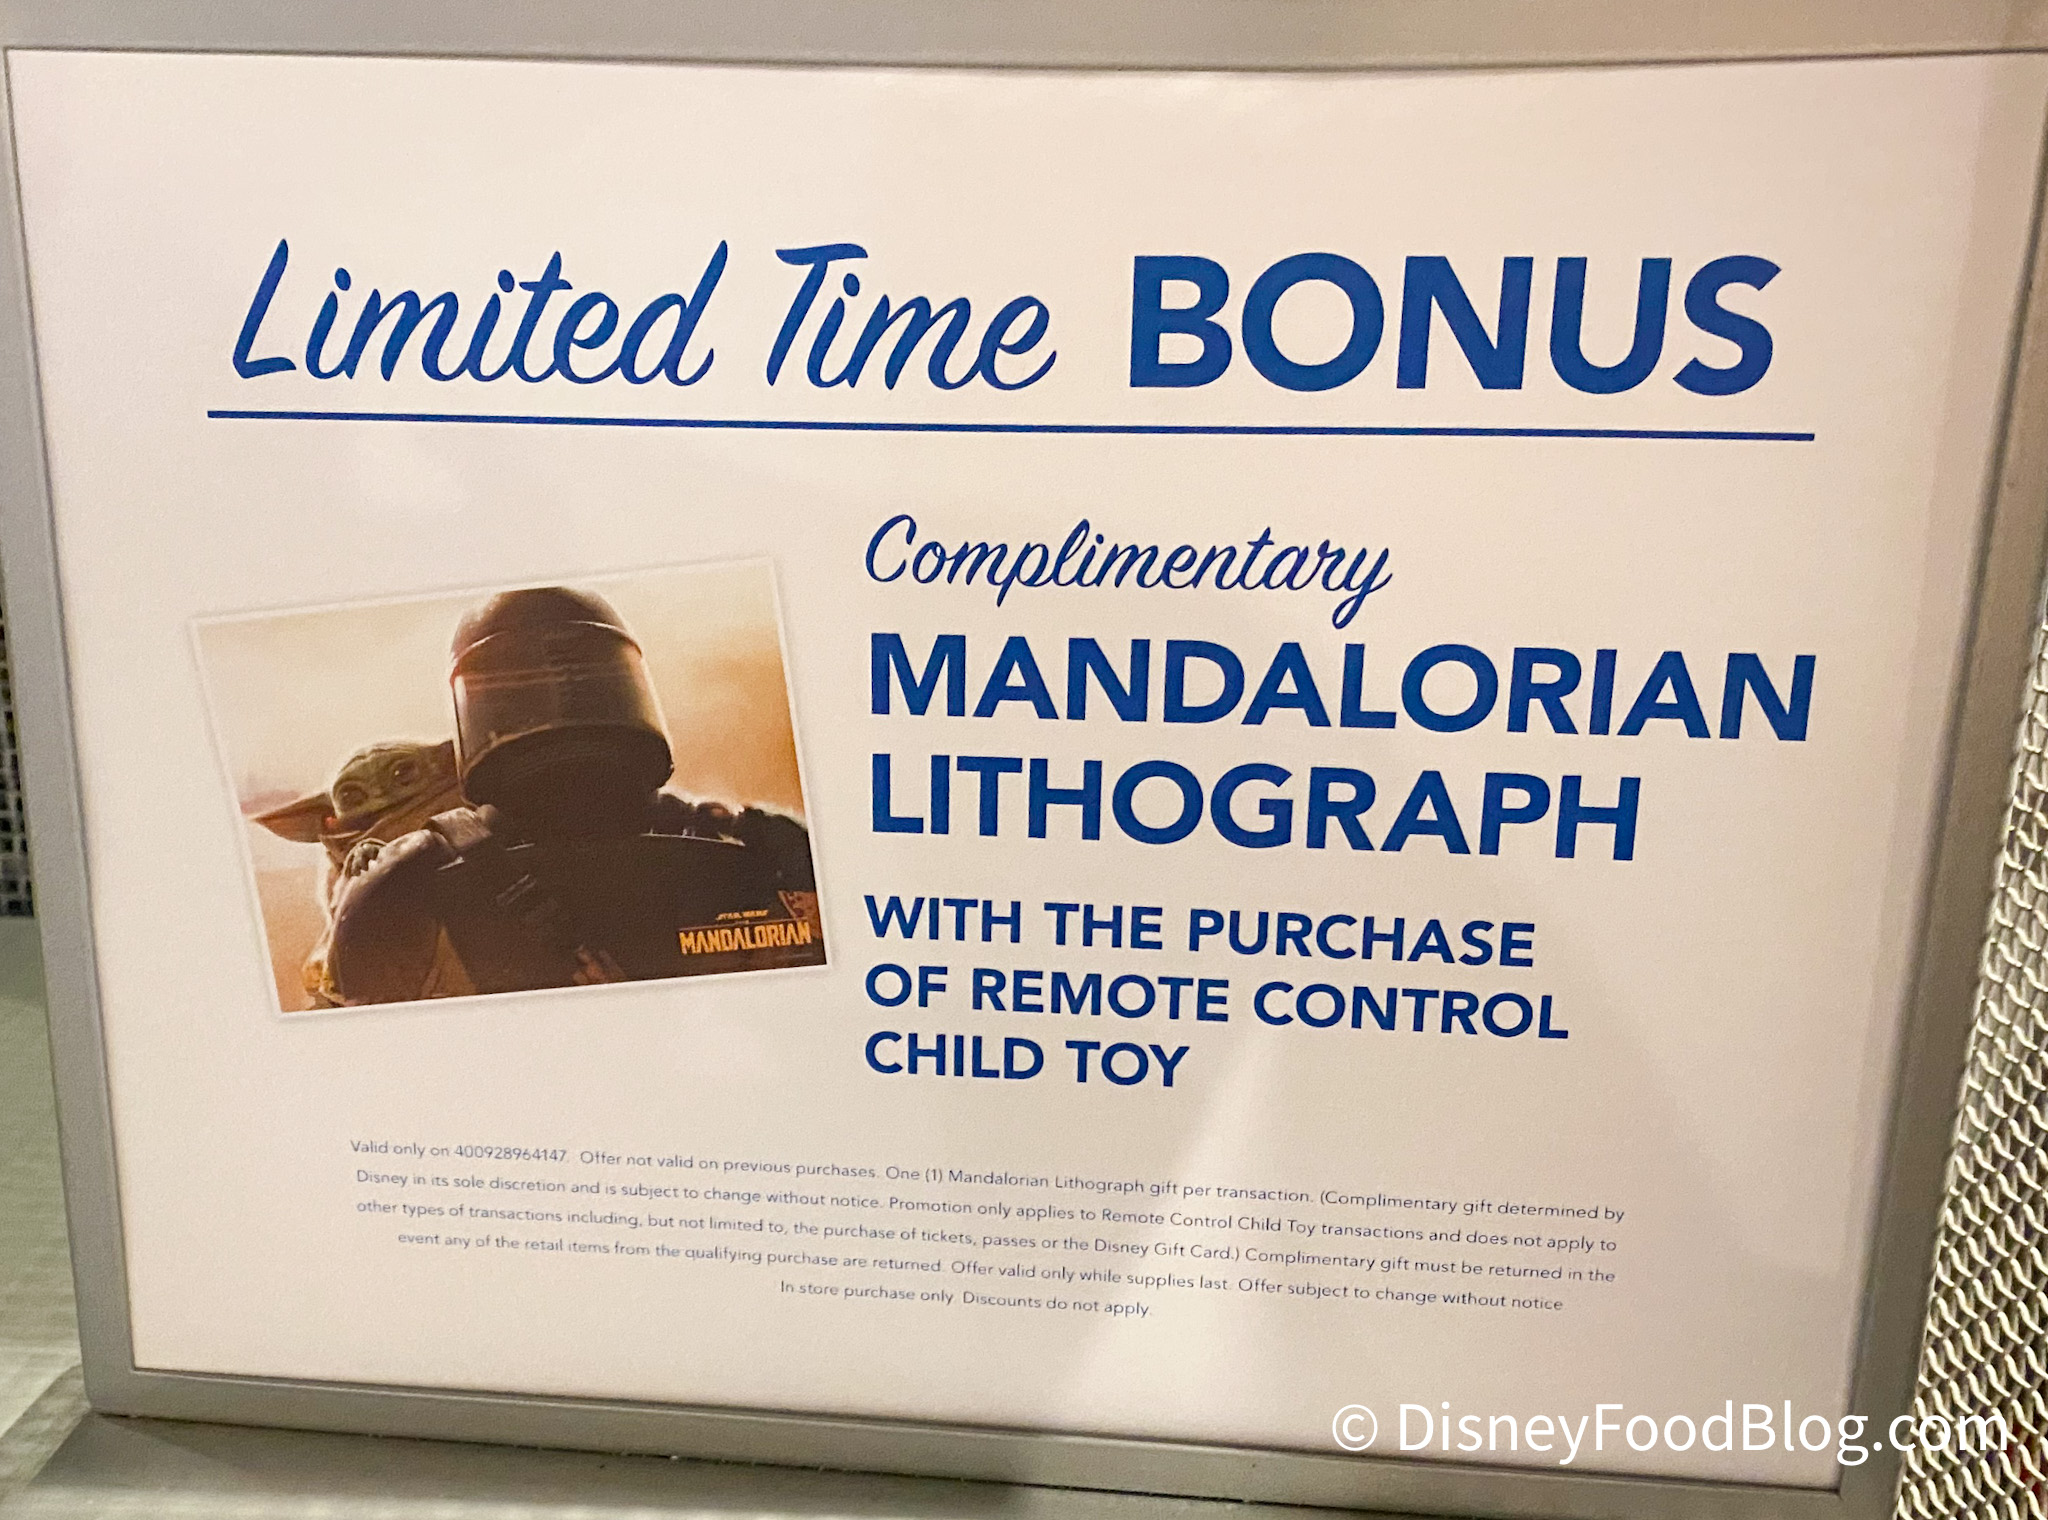 Limited Time BONUS
Complimentary
MANDALORIAN
LITHOGRAPH
WITH THE PURCHASE
OF REMOTE CONTROL
CHILD TOY
STAR WARS
MANDALORIAN
Valid only on 400928964147. Offer not valid on previous purchases. One (1) Mandalorian Lithograph gift per transaction. (Complimentary gift determined by
Disney in its sole discretion and is subject to change without notice. Promotion only applies to Remote Control Child Toy transactions and does not apply to
other types of transactions including, but not limited to, the purchase of tickets, passes or the Disney Gift Card.) Complimentary gift must be returned in the
event any of the retail items from the qualifying purchase are returned. Offer valid only while supplies last. Offer subject to change without notice
In store purchase only. Discounts do not apply.
© DisneyFoodBlog.com